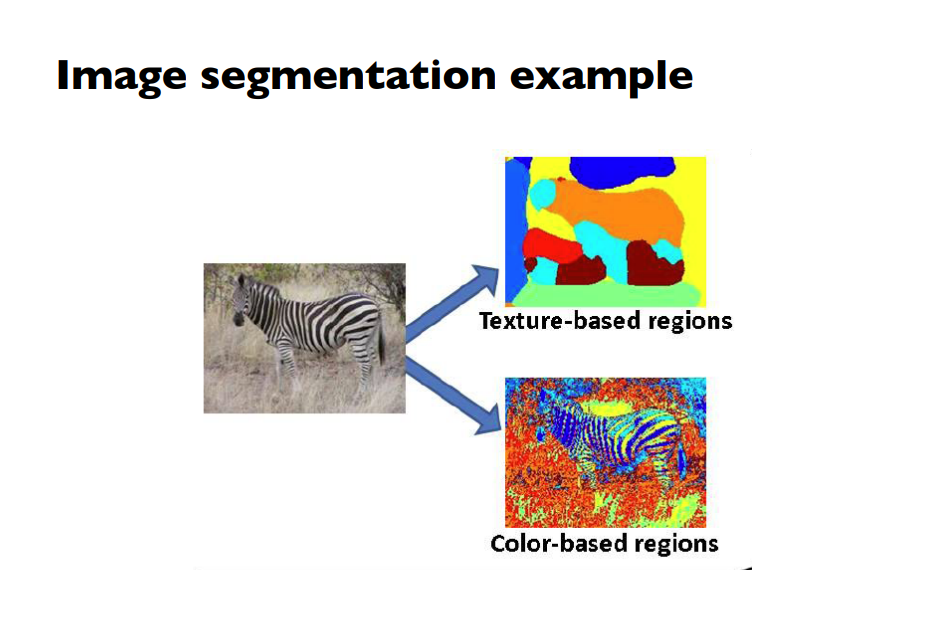 Image segmentation example
Texture-based regions
Color-based regions